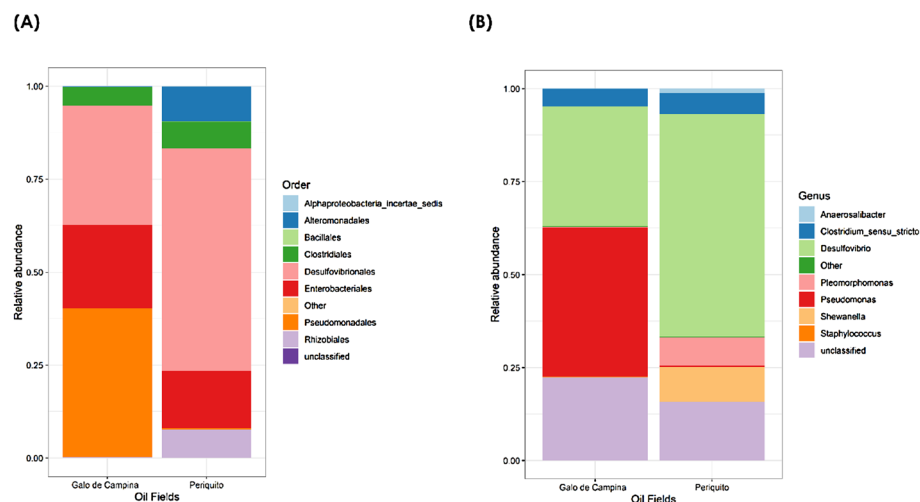 (A)
Relative abundance
1.00
0.75
0.50
0.25
0.00
Galo de Campina
Periquito
Oil Fields
Order
Alphaproteobacteria_incertae_sedis
Alteromonadales
Bacillales
Clostridiales
Desulfovibrionales
Enterobacteriales
Other
Pseudomonadales
Rhizobiales
unclassified
(B)
Relative abundance
1.00
0.75
0.50
0.25
0.00
Galo de Campina
Periquito
Oil Fields
Genus
Anaerosalibacter
Clostridium_sensu_stricto
Desulfovibrio
Other
Pleomorphomonas
Pseudomonas
Shewanella
Staphylococcus
unclassified